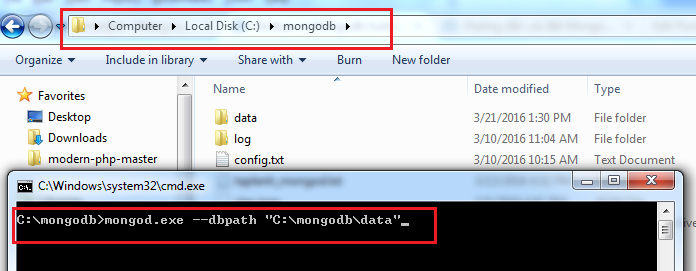 Computer Local Disk (C:) mongodb
Organize Include in library Share with Burn New folder
Favorites
Desktop
Downloads
modern-php-master
Name Date modified Type
data 3/21/2016 1:30 PM File folder
log 3/10/2016 11:04 AM File folder
config.txt 3/10/2016 10:15 AM Text Document
C:\Windows\system32\cmd.exe
C:\mongodb>mongod.exe --dbpath "C:\mongodb\data"_